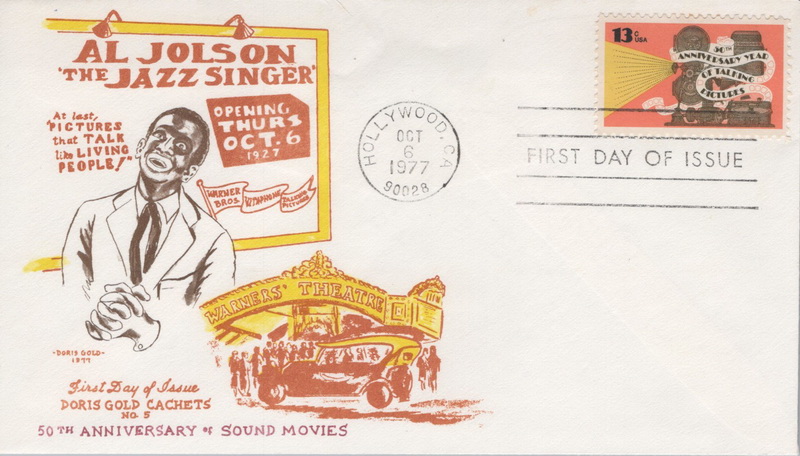 AL JOLSON
'THE JAZZ SINGER'
At last,
"PICTURES
that TALK
like LIVING
PEOPLE!"
OPENING
THURS
OCT. 6
1927
WARNER
BROS.
VITAPHONE
TALKING
PICTURES
WARNERS' THEATRE
-DORIS GOLD-
1977
First Day of Issue
DORIS GOLD CACHETS
NO. 5
50TH ANNIVERSARY of SOUND MOVIES
HOLLYWOOD, CA
OCT
6
1977
90028
13c USA
50TH
ANNIVERSARY YEAR
OF TALKING
PICTURES
FIRST DAY OF ISSUE